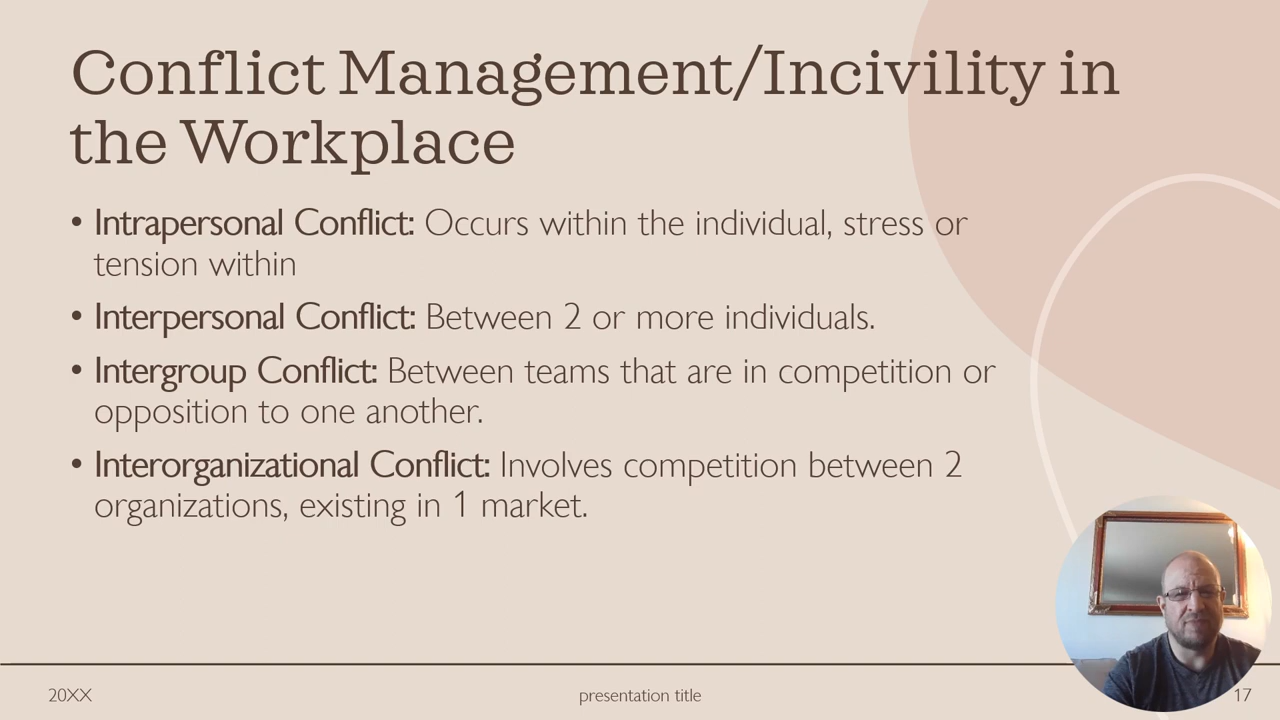 Conflict Management/Incivility in
the Workplace
• Intrapersonal Conflict: Occurs within the individual, stress or
tension within
• Interpersonal Conflict: Between 2 or more individuals.
• Intergroup Conflict: Between teams that are in competition or
opposition to one another.
• Interorganizational Conflict: Involves competition between 2
organizations, existing in 1 market.
20XX
presentation title
17